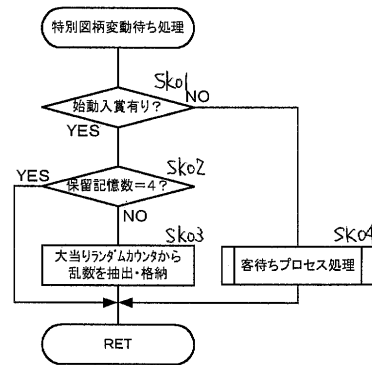 特別図柄変動待ち処理
Sk01
始動入賞有り?
NO
YES
Sk02
YES
保留記憶数=4?
NO
Sk03
Sk04
大当りランダムカウンタから
乱数を抽出・格納
客待ちプロセス処理
RET